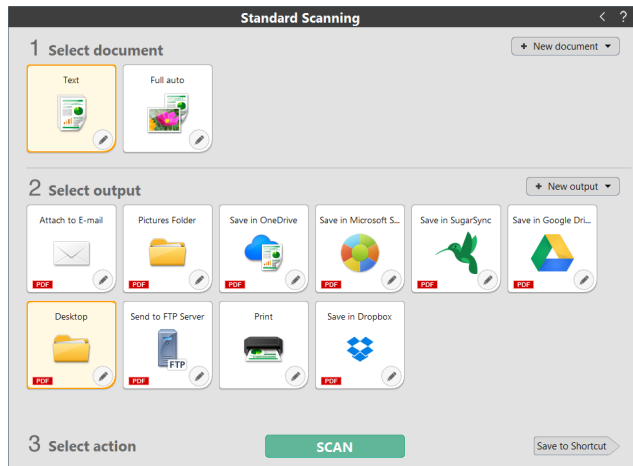 Standard Scanning
< ?
1 Select document
+ New document
Text
Full auto
2 Select output
+ New output
Attach to E-mail
Pictures Folder
Save in OneDrive
Save in Microsoft S...
Save in SugarSync
Save in Google Dri...
PDF
PDF
PDF
PDF
PDF
PDF
Desktop
Send to FTP Server
Print
Save in Dropbox
FTP
PDF
PDF
PDF
3 Select action
SCAN
Save to Shortcut